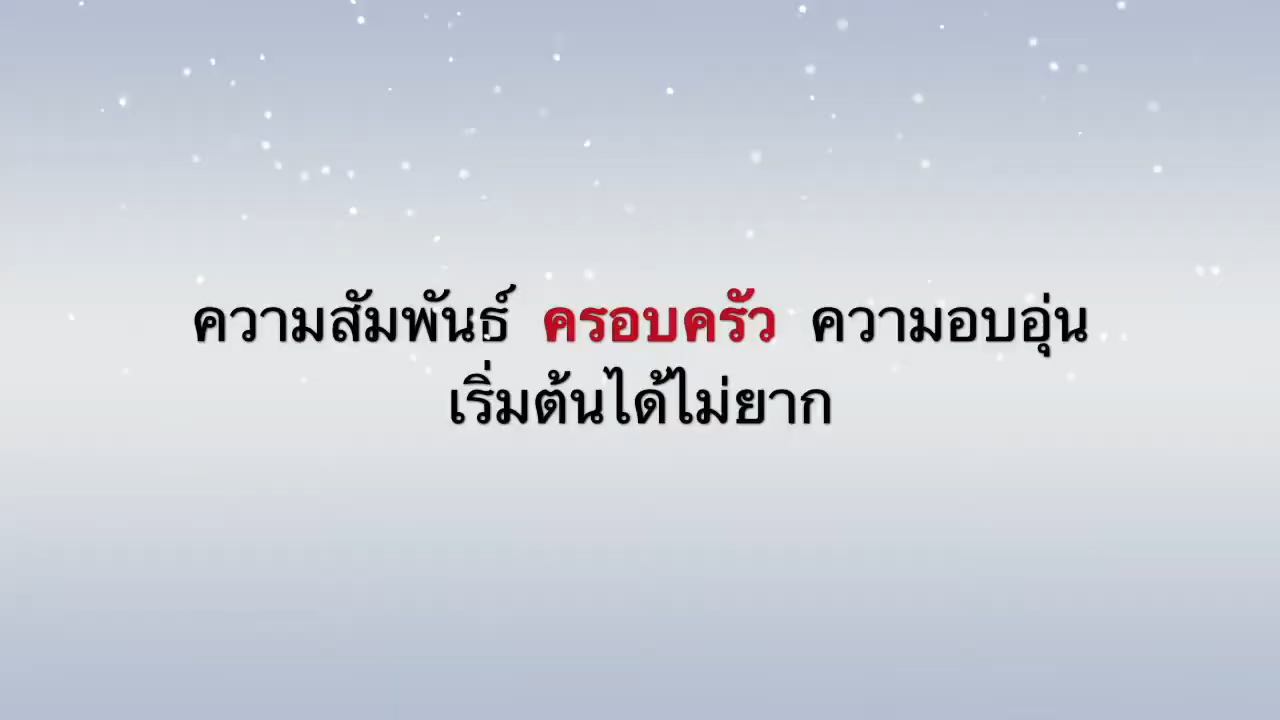 ความสัมพันธ์ ครอบครัว ความอบอุ่น
เริ่มต้นได้ไม่ยาก